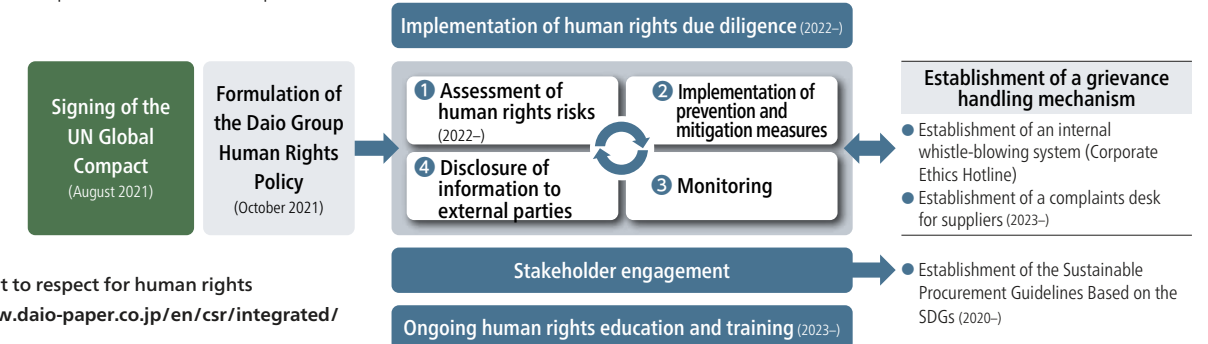 Implementation of human rights due diligence (2022–)
Signing of the
UN Global
Compact
(August 2021)
Formulation of
the Daio Group
Human Rights
Policy
(October 2021)
1 Assessment of
human rights risks
(2022–)
2 Implementation of
prevention and
mitigation measures
4 Disclosure of
information to
external parties
3 Monitoring
Establishment of a grievance
handling mechanism
● Establishment of an internal
whistle-blowing system (Corporate
Ethics Hotline)
● Establishment of a complaints desk
for suppliers (2023–)
Stakeholder engagement
● Establishment of the Sustainable
Procurement Guidelines Based on the
SDGs (2020–)
Ongoing human rights education and training (2023–)
t to respect for human rights
w.daio-paper.co.jp/en/csr/integrated/